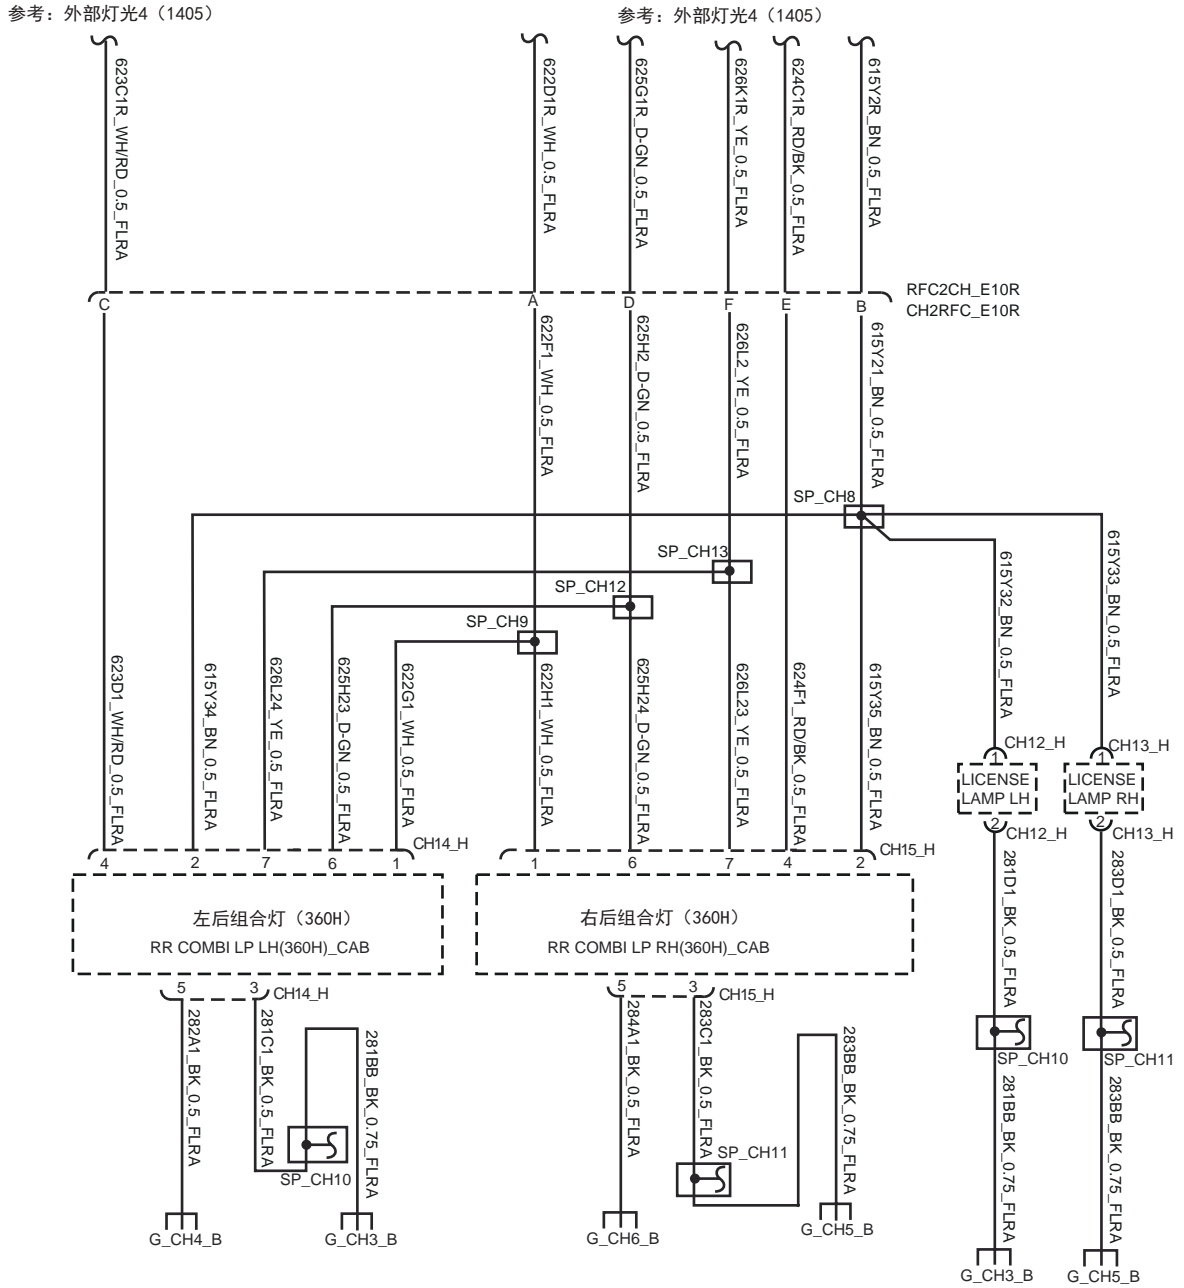 参考：外部灯光4（1405）
参考：外部灯光4（1405）
623C1R_WH/RD_0.5_FLRA
622D1R_WH_0.5_FLRA
625G1R_D-GN_0.5_FLRA
626K1R_YE_0.5_FLRA
624C1R_RD/BK_0.5_FLRA
615Y2R_BN_0.5_FLRA
C
A
D
F
E
B
RFC2CH_E10R
CH2RFC_E10R
622F1_WH_0.5_FLRA
625H2_D-GN_0.5_FLRA
626L2_YE_0.5_FLRA
615Y21_BN_0.5_FLRA
SP_CH8
SP_CH13
SP_CH12
SP_CH9
623D1_WH/RD_0.5_FLRA
615Y34_BN_0.5_FLRA
626L24_YE_0.5_FLRA
625H23_D-GN_0.5_FLRA
622G1_WH_0.5_FLRA
622H1_WH_0.5_FLRA
625H24_D-GN_0.5_FLRA
626L23_YE_0.5_FLRA
624F1_RD/BK_0.5_FLRA
615Y35_BN_0.5_FLRA
615Y32_BN_0.5_FLRA
615Y33_BN_0.5_FLRA
CH12_H
CH13_H
1
1
LICENSE
LAMP LH
LICENSE
LAMP RH
2
2
CH12_H
CH13_H
CH14_H
CH15_H
4
2
7
6
1
1
6
7
4
2
左后组合灯（360H）
RR COMBI LP LH(360H)_CAB
右后组合灯（360H）
RR COMBI LP RH(360H)_CAB
5
3
CH14_H
5
3
CH15_H
282A1_BK_0.5_FLRA
281C1_BK_0.5_FLRA
281BB_BK_0.75_FLRA
284A1_BK_0.5_FLRA
283C1_BK_0.5_FLRA
283BB_BK_0.75_FLRA
281D1_BK_0.5_FLRA
283D1_BK_0.5_FLRA
SP_CH10
SP_CH11
SP_CH10
SP_CH11
281BB_BK_0.75_FLRA
283BB_BK_0.75_FLRA
G_CH4_B
G_CH3_B
G_CH6_B
G_CH5_B
G_CH3_B
G_CH5_B